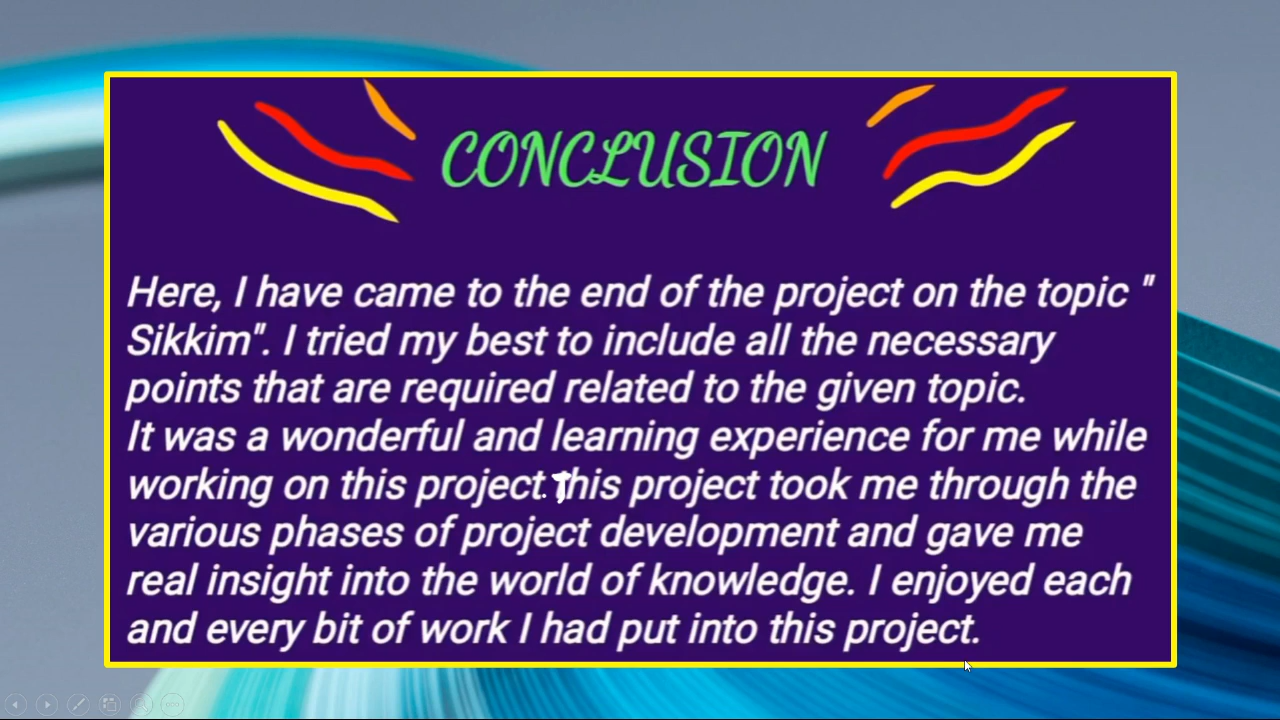 CONCLUSION
Here, I have came to the end of the project on the topic "
Sikkim". I tried my best to include all the necessary
points that are required related to the given topic.
It was a wonderful and learning experience for me while
working on this project.This project took me through the
various phases of project development and gave me
real insight into the world of knowledge. I enjoyed each
and every bit of work I had put into this project.